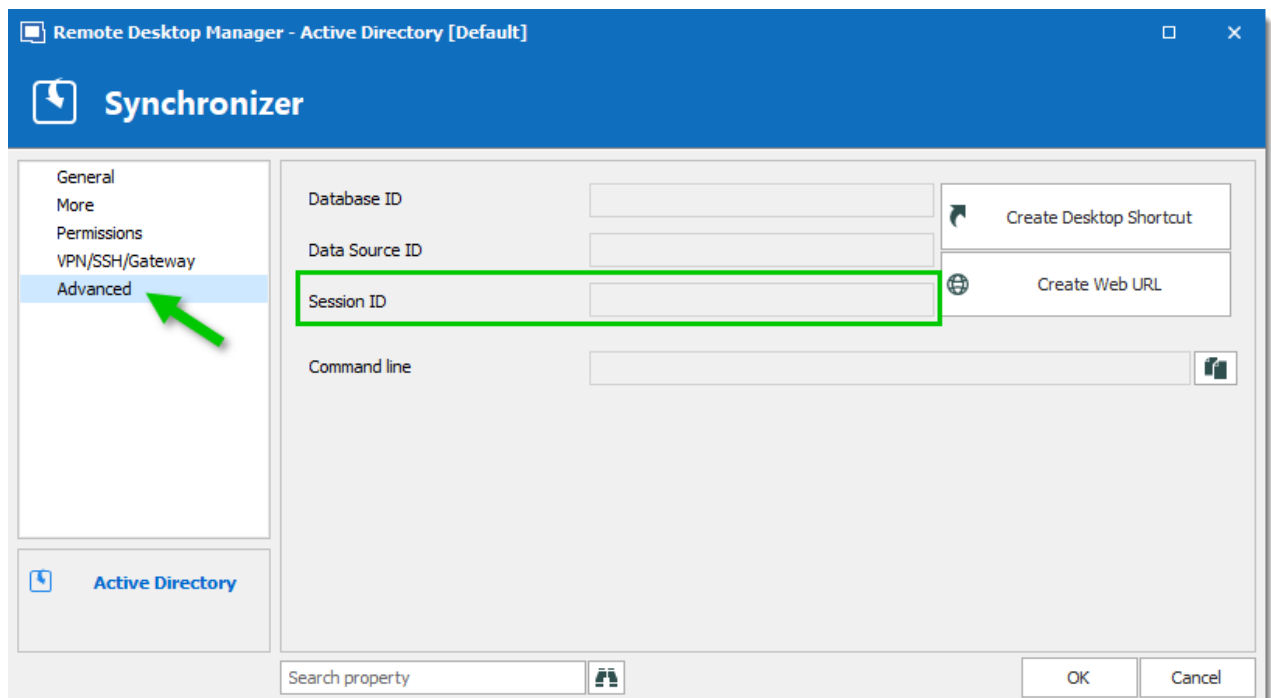 Remote Desktop Manager - Active Directory [Default]
Synchronizer
General
More
Permissions
VPN/SSH/Gateway
Advanced
Active Directory
Database ID
Data Source ID
Session ID
Command line
Create Desktop Shortcut
Create Web URL
Search property
OK
Cancel